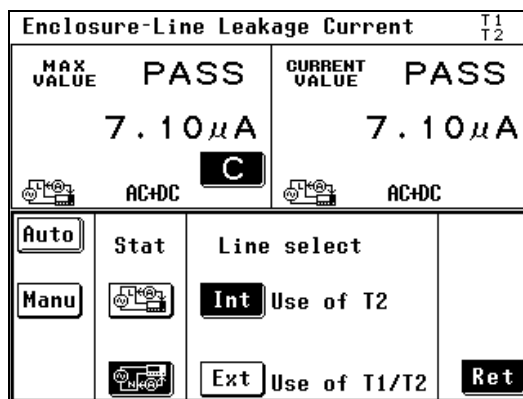 Enclosure-Line Leakage Current T1 T2
MAX VALUE PASS CURRENT VALUE PASS
7.10μA 7.10μA
C
AC+DC AC+DC
Auto Stat Line select
Manu Int Use of T2
Ext Use of T1/T2 Ret